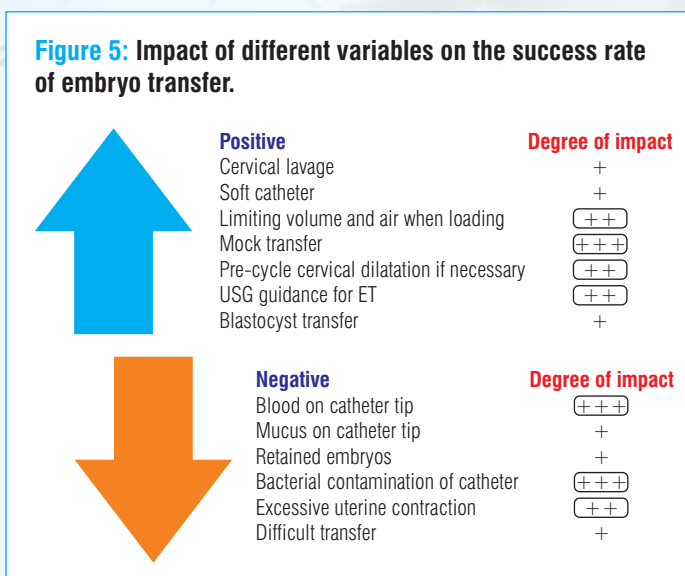 Figure 5: Impact of different variables on the success rate
of embryo transfer.
Positive Degree of impact
Cervical lavage +
Soft catheter +
Limiting volume and air when loading ++
Mock transfer +++
Pre-cycle cervical dilatation if necessary ++
USG guidance for ET ++
Blastocyst transfer +
Negative Degree of impact
Blood on catheter tip +++
Mucus on catheter tip +
Retained embryos +
Bacterial contamination of catheter +++
Excessive uterine contraction ++
Difficult transfer +